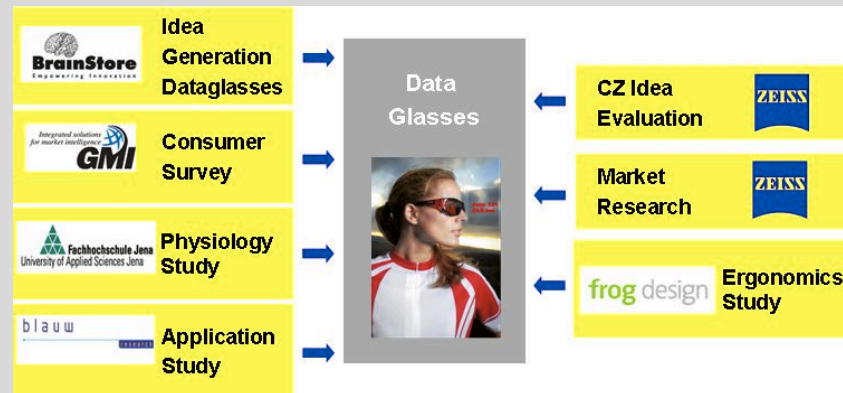 BrainStore
Empowering Innovation
Idea
Generation
Dataglasses
Integrated solutions
for market intelligence
GMI
Consumer
Survey
Fachhochschule Jena
University of Applied Sciences Jena
Physiology
Study
blauw
research
Application
Study
Data
Glasses
CZ Idea
Evaluation
ZEISS
Market
Research
ZEISS
frog design
Ergonomics
Study